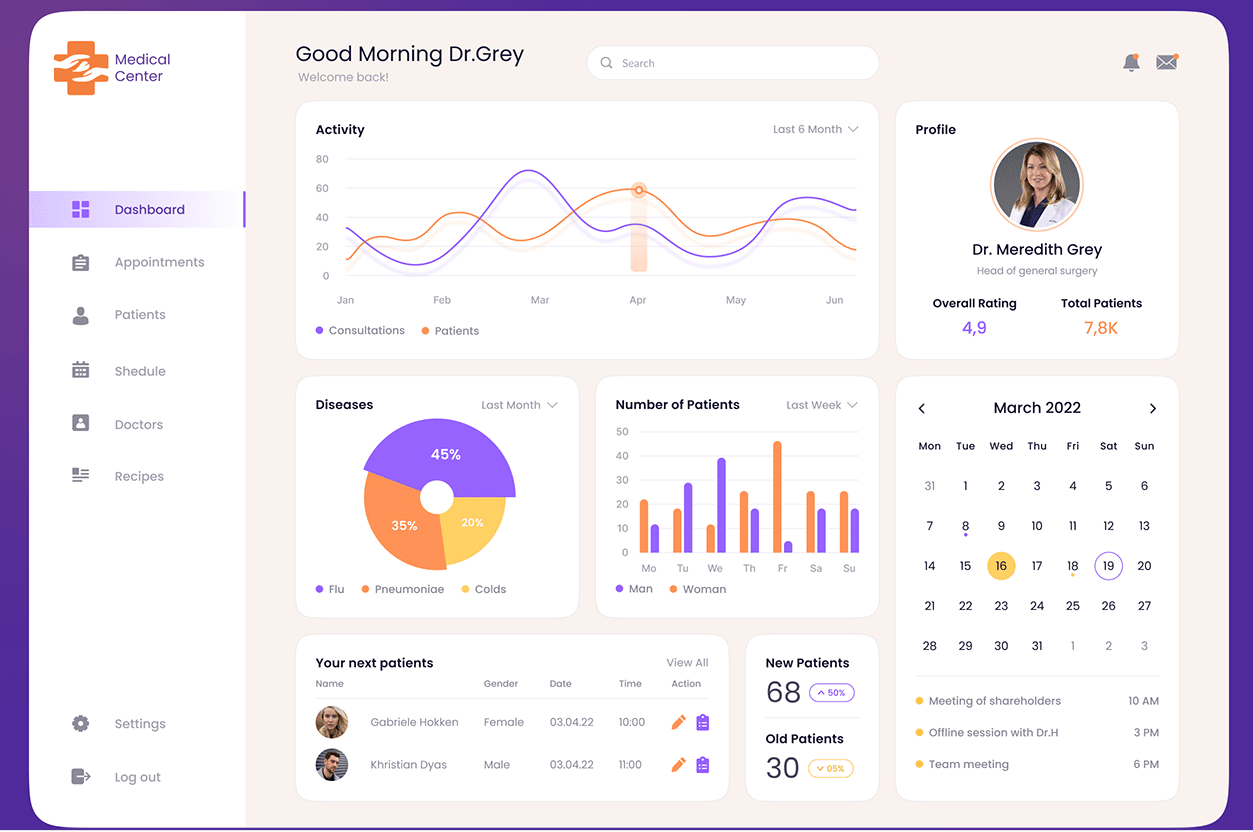 Medical
Center
Dashboard
Appointments
Patients
Shedule
Doctors
Recipes
Settings
Log out
Good Morning Dr.Grey
Welcome back!
Search
Activity
Last 6 Month
80
60
40
20
0
Jan Feb Mar Apr May Jun
Consultations Patients
Profile
Dr. Meredith Grey
Head of general surgery
Overall Rating Total Patients
4,9 7,8K
Diseases
Last Month
45%
35%
20%
Flu Pneumoniae Colds
Number of Patients
Last Week
50
40
30
20
10
0
Mo Tu We Th Fr Sa Su
Man Woman
March 2022
Mon Tue Wed Thu Fri Sat Sun
31 1 2 3 4 5 6
7 8 9 10 11 12 13
14 15 16 17 18 19 20
21 22 23 24 25 26 27
28 29 30 31 1 2 3
Meeting of shareholders 10 AM
Offline session with Dr.H 3 PM
Team meeting 6 PM
Your next patients
View All
Name Gender Date Time Action
Gabriele Hokken Female 03.04.22 10:00
Khristian Dyas Male 03.04.22 11:00
New Patients
68 50%
Old Patients
30 05%